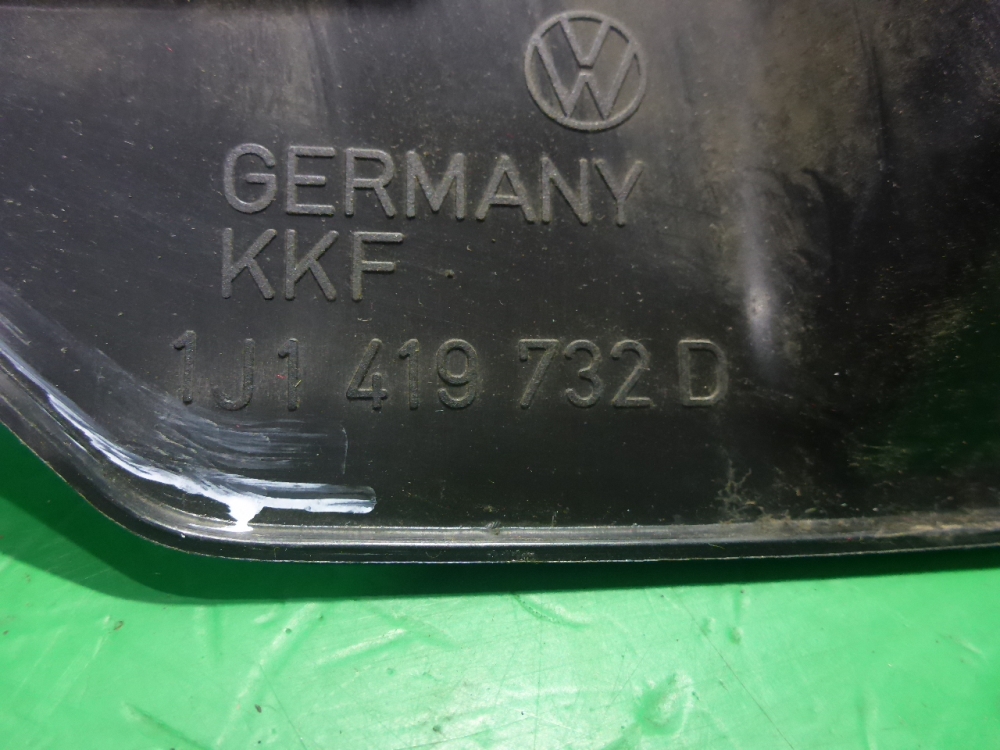 GERMANY
KKF
1J1 419 732 D